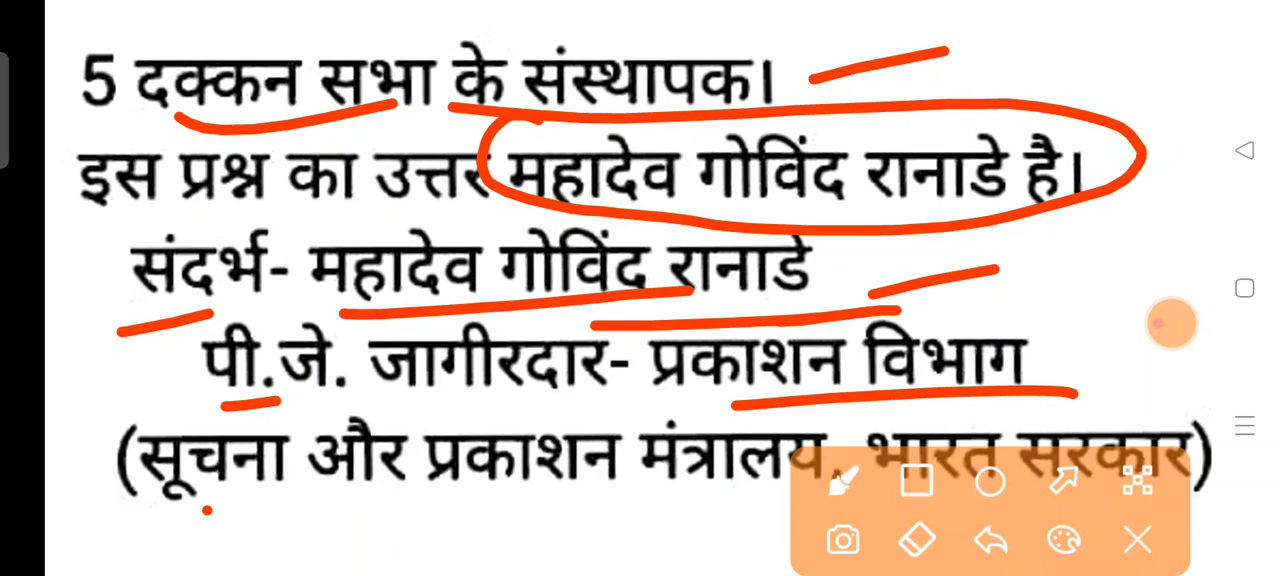 5 दक्कन सभा के संस्थापक।
इस प्रश्न का उत्तर महादेव गोविंद रानाडे है।
संदर्भ- महादेव गोविंद रानाडे
पी.जे. जागीरदार- प्रकाशन विभाग
(सूचना और प्रकाशन मंत्रालय, भारत सरकार)